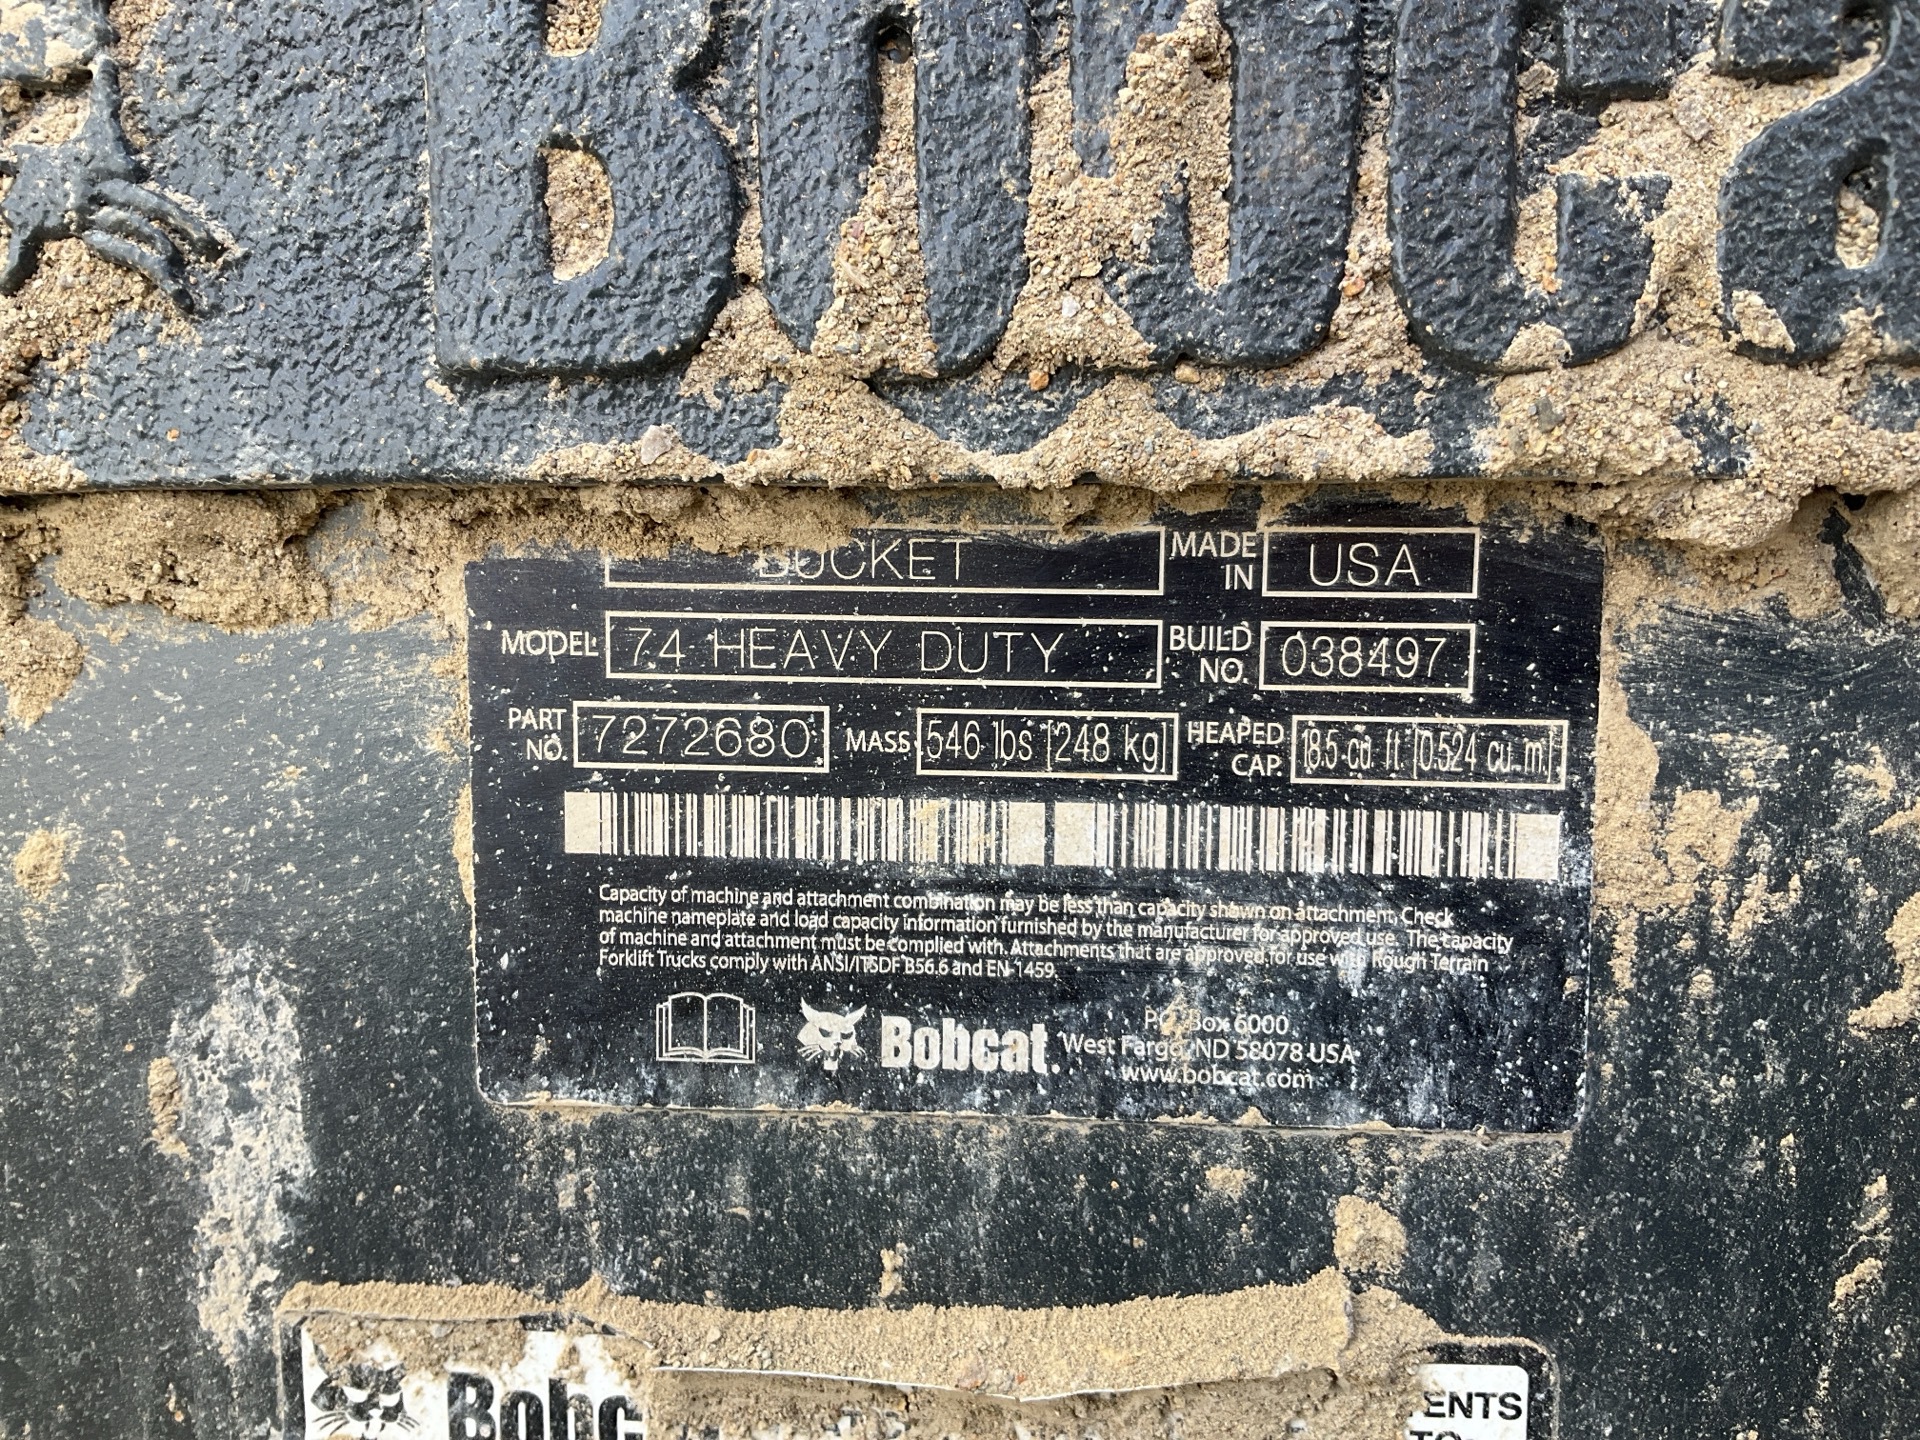 Bobca
BUCKET
MADE IN USA
MODEL 74 HEAVY DUTY
BUILD NO. 038497
PART NO. 7272680
MASS 546 lbs [248 kg]
HEAPED CAP. 18.5 cu. ft. [0.524 cu. m.]
Capacity of machine and attachment combination may be less than capacity shown on attachment. Check
machine nameplate and load capacity information furnished by the manufacturer for approved use. The capacity
of machine and attachment must be complied with. Attachments that are approved for use with Rough Terrain
Forklift Trucks comply with ANSI/ITSDF B56.6 and EN 1459.
Bobcat.
P.O. Box 6000
West Fargo, ND 58078 USA
www.bobcat.com
Bobc
ENTS